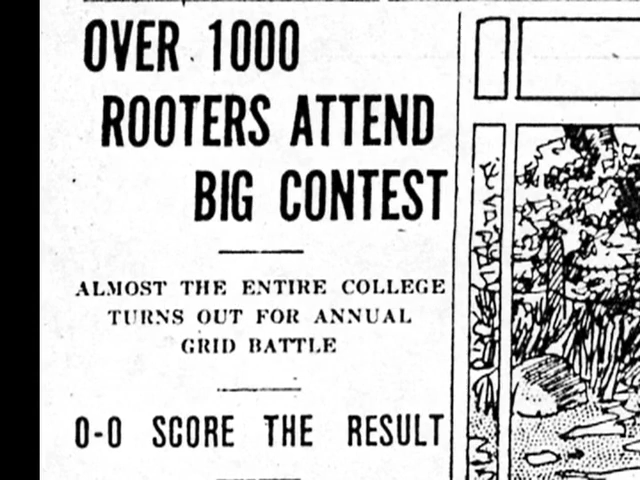 OVER 1000
ROOTERS ATTEND
BIG CONTEST
ALMOST THE ENTIRE COLLEGE
TURNS OUT FOR ANNUAL
GRID BATTLE
0-0 SCORE THE RESULT